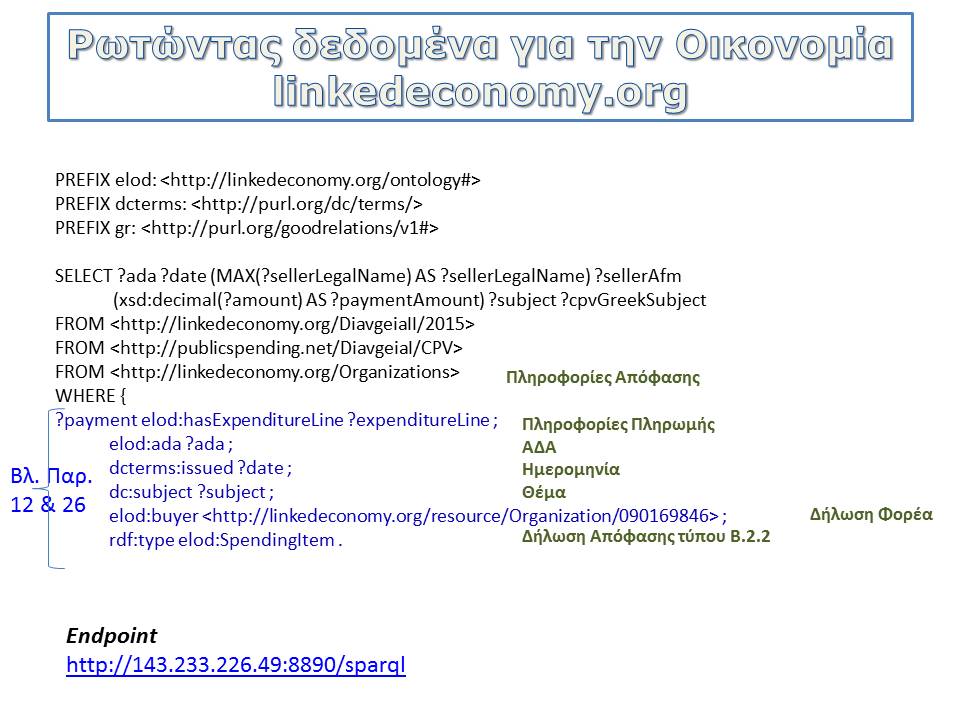 Ρωτώντας δεδομένα για την Οικονομία
linkedeconomy.org
PREFIX elod: <http://linkedeconomy.org/ontology#>
PREFIX dcterms: <http://purl.org/dc/terms/>
PREFIX gr: <http://purl.org/goodrelations/v1#>
SELECT ?ada ?date (MAX(?sellerLegalName) AS ?sellerLegalName) ?sellerAfm
(xsd:decimal(?amount) AS ?paymentAmount) ?subject ?cpvGreekSubject
FROM <http://linkedeconomy.org/DiavgeiaII/2015>
FROM <http://publicspending.net/DiavgeiaI/CPV>
FROM <http://linkedeconomy.org/Organizations>
Πληροφορίες Απόφασης
WHERE {
?payment elod:hasExpenditureLine ?expenditureLine ;
Πληροφορίες Πληρωμής
elod:ada ?ada ;
ΑΔΑ
dcterms:issued ?date ;
Ημερομηνία
dc:subject ?subject ;
Θέμα
elod:buyer <http://linkedeconomy.org/resource/Organization/090169846> ;
Δήλωση Φορέα
rdf:type elod:SpendingItem .
Δήλωση Απόφασης τύπου Β.2.2
Βλ. Παρ.
12 & 26
Endpoint
http://143.233.226.49:8890/sparql